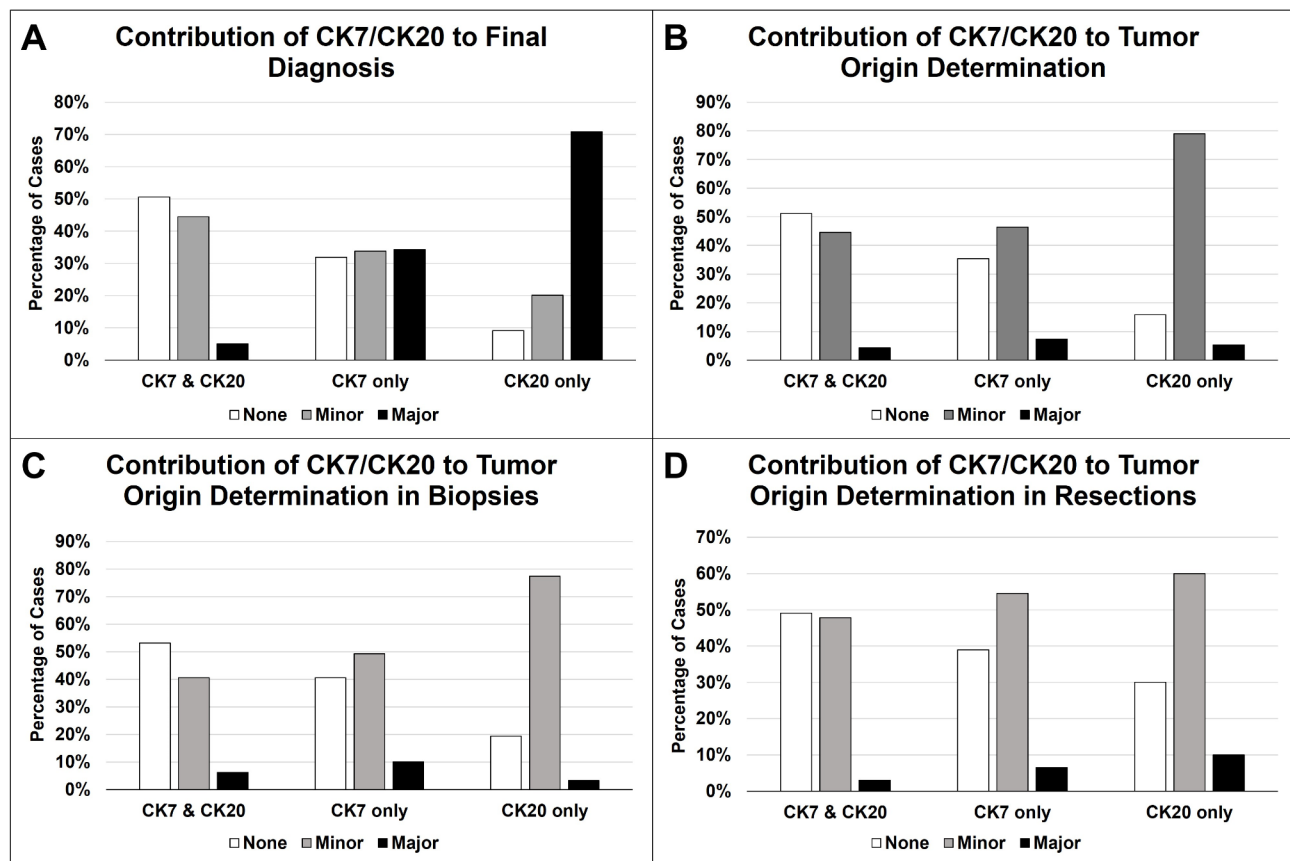 A
Contribution of CK7/CK20 to Final
Diagnosis
Percentage of Cases
80%
70%
60%
50%
40%
30%
20%
10%
0%
CK7 & CK20 CK7 only CK20 only
None Minor Major
B
Contribution of CK7/CK20 to Tumor
Origin Determination
Percentage of Cases
90%
80%
70%
60%
50%
40%
30%
20%
10%
0%
CK7 & CK20 CK7 only CK20 only
None Minor Major
C
Contribution of CK7/CK20 to Tumor
Origin Determination in Biopsies
Percentage of Cases
90%
80%
70%
60%
50%
40%
30%
20%
10%
0%
CK7 & CK20 CK7 only CK20 only
None Minor Major
D
Contribution of CK7/CK20 to Tumor
Origin Determination in Resections
Percentage of Cases
70%
60%
50%
40%
30%
20%
10%
0%
CK7 & CK20 CK7 only CK20 only
None Minor Major